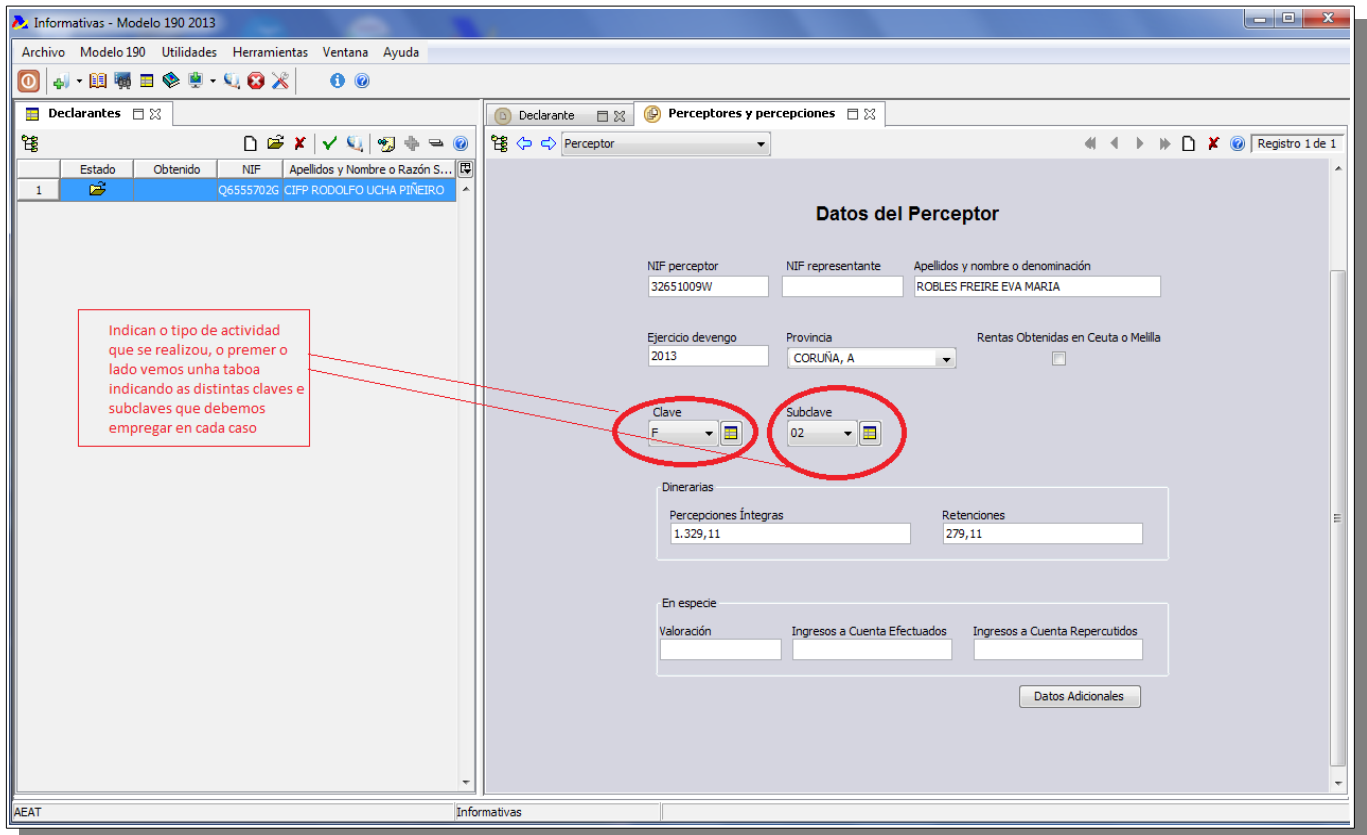 Informativas - Modelo 190 2013
Archivo Modelo 190 Utilidades Herramientas Ventana Ayuda
Declarantes
Declarante
Perceptores y percepciones
Perceptor
Registro 1 de 1
Estado Obtenido NIF Apellidos y Nombre o Razón S...
1 Q6555702G CIFP RODOLFO UCHA PIÑEIRO
Datos del Perceptor
NIF perceptor NIF representante Apellidos y nombre o denominación
32651009W ROBLES FREIRE EVA MARIA
Ejercicio devengo Provincia Rentas Obtenidas en Ceuta o Melilla
2013 CORUÑA, A
Indican o tipo de actividad
que se realizou, o premer o
lado vemos unha taboa
indicando as distintas claves e
subclaves que debemos
empregar en cada caso
Clave Subclave
F 02
Dinerarias
Percepciones Íntegras Retenciones
1.329,11 279,11
En especie
Valoración Ingresos a Cuenta Efectuados Ingresos a Cuenta Repercutidos
Datos Adicionales
AEAT Informativas